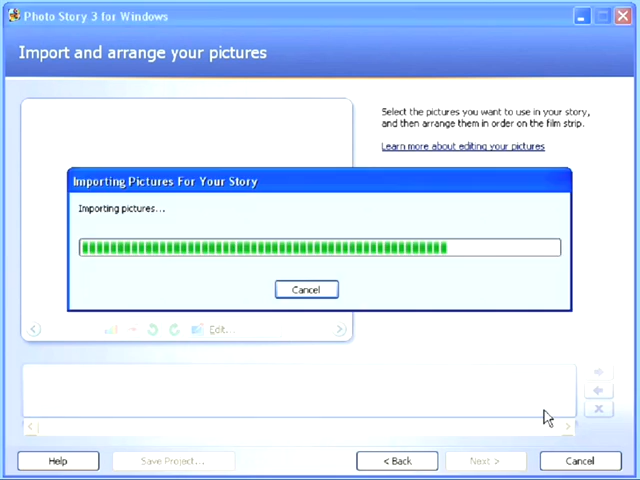 Photo Story 3 for Windows
Import and arrange your pictures
Select the pictures you want to use in your story,
and then arrange them in order on the film strip.
Learn more about editing your pictures
Importing Pictures For Your Story
Importing pictures...
Cancel
Edit...
Help
Save Project...
< Back
Next >
Cancel